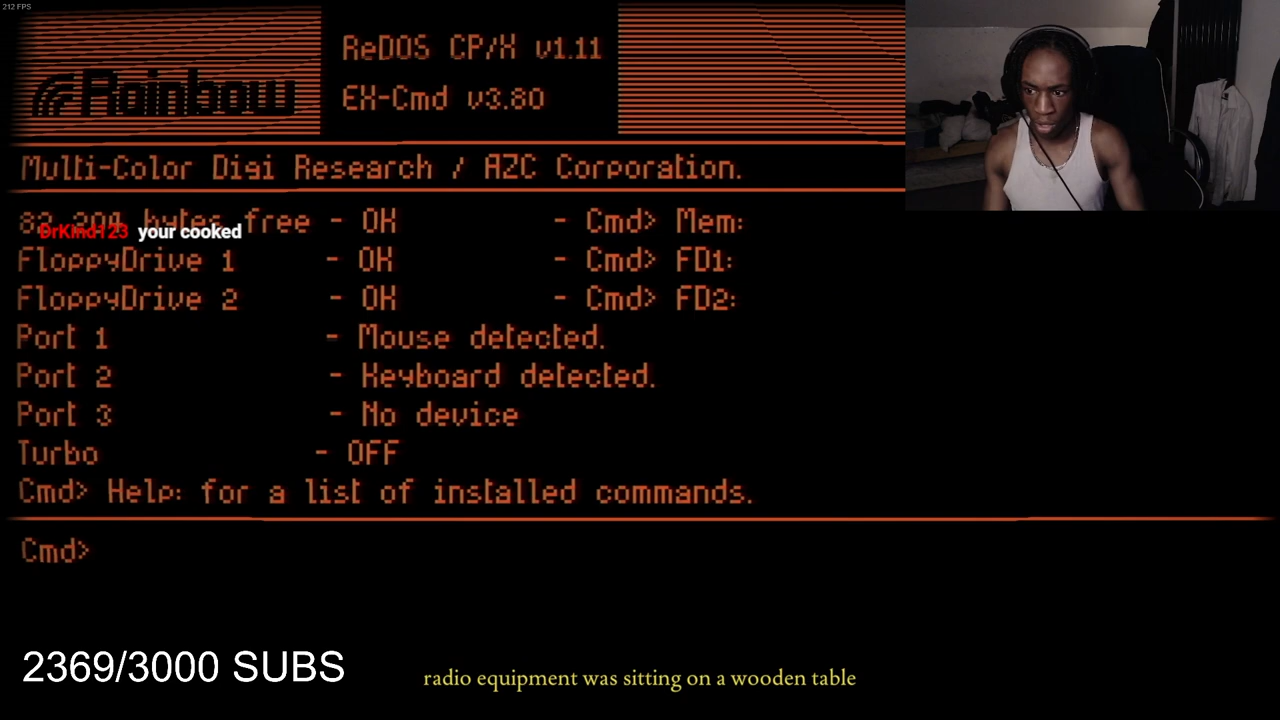 212 FPS
Rainbow
ReDOS CP/X v1.11
EX-Cmd v3.80
Multi-Color Digi Research / AZC Corporation.
bytes free - OK - Cmd> Mem:
DrKind123 your cooked
FloppyDrive 1 - OK - Cmd> FD1:
FloppyDrive 2 - OK - Cmd> FD2:
Port 1 - Mouse detected.
Port 2 - Keyboard detected.
Port 3 - No device
Turbo - OFF
Cmd> Help: for a list of installed commands.
Cmd>
2369/3000 SUBS
radio equipment was sitting on a wooden table